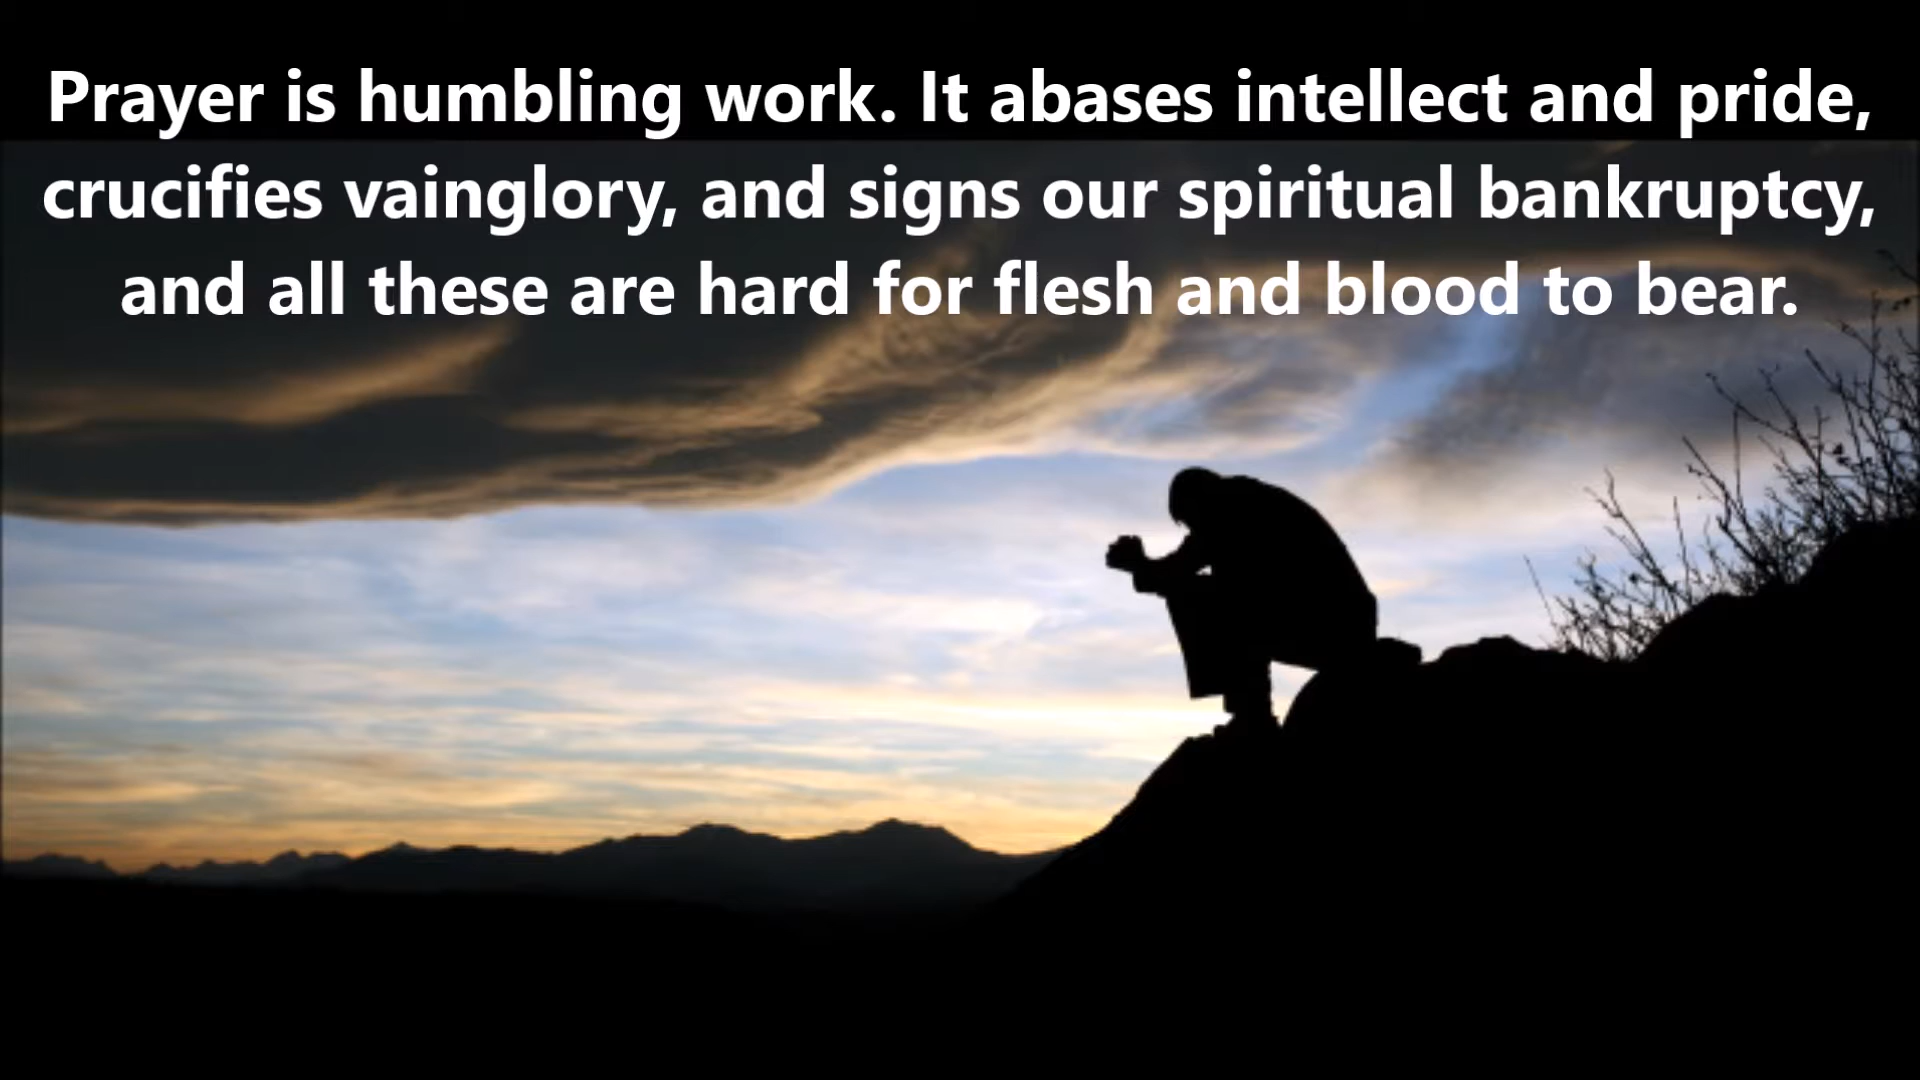 Prayer is humbling work. It abases intellect and pride,
crucifies vainglory, and signs our spiritual bankruptcy,
and all these are hard for flesh and blood to bear.